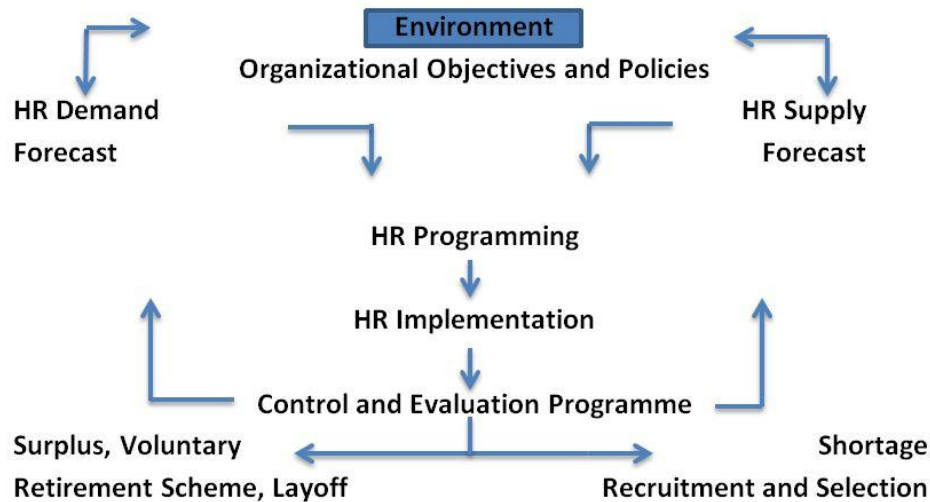 Environment
Organizational Objectives and Policies
HR Demand
Forecast
HR Supply
Forecast
HR Programming
HR Implementation
Control and Evaluation Programme
Surplus, Voluntary
Retirement Scheme, Layoff
Shortage
Recruitment and Selection